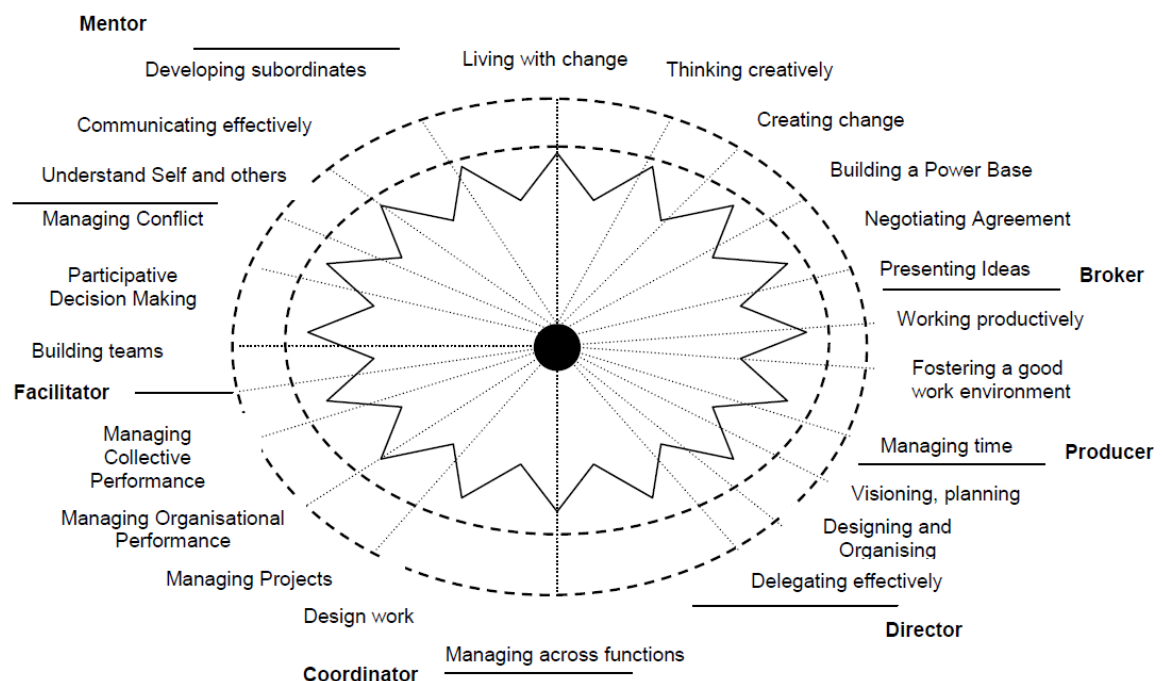 Mentor
Living with change
Thinking creatively
Developing subordinates
Creating change
Communicating effectively
Building a Power Base
Understand Self and others
Managing Conflict
Negotiating Agreement
Presenting Ideas
Broker
Participative
Decision Making
Working productively
Building teams
Fostering a good
work environment
Facilitator
Managing
Collective
Performance
Managing time
Producer
Visioning, planning
Managing Organisational
Performance
Designing and
Organising
Managing Projects
Delegating effectively
Design work
Director
Managing across functions
Coordinator